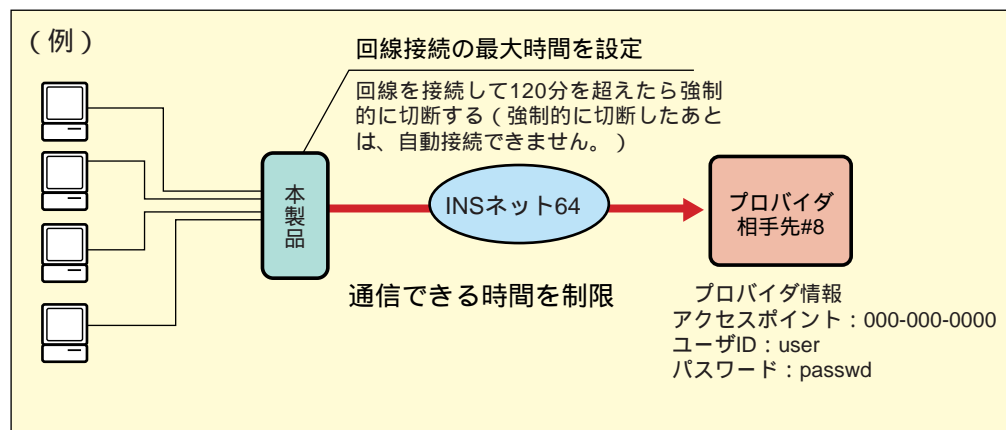 （例）
回線接続の最大時間を設定
回線を接続して120分を超えたら強制
的に切断する（強制的に切断したあと
は、自動接続できません。）
本製品
INSネット64
プロバイダ
相手先#8
通信できる時間を制限
プロバイダ情報
アクセスポイント：000-000-0000
ユーザID：user
パスワード：passwd